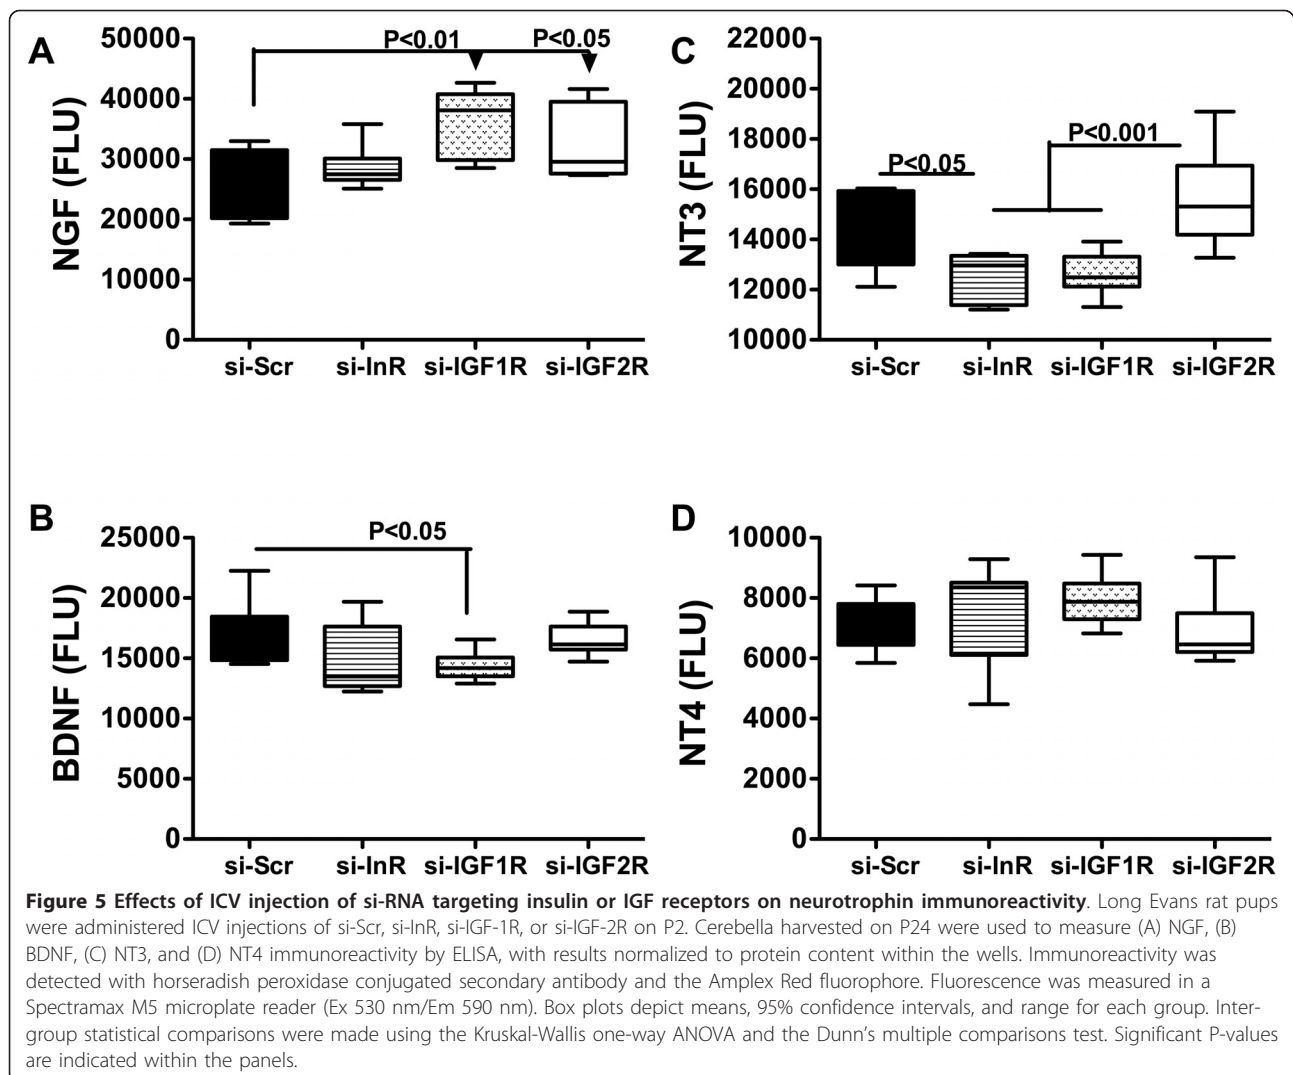 A
NGF (FLU)
50000
40000
30000
20000
10000
0
P<0.01
P<0.05
si-Scr
si-InR
si-IGF1R
si-IGF2R
C
NT3 (FLU)
22000
20000
18000
16000
14000
12000
10000
P<0.05
P<0.001
si-Scr
si-InR
si-IGF1R
si-IGF2R
B
BDNF (FLU)
25000
20000
15000
10000
5000
0
P<0.05
si-Scr
si-InR
si-IGF1R
si-IGF2R
D
NT4 (FLU)
10000
8000
6000
4000
2000
0
si-Scr
si-InR
si-IGF1R
si-IGF2R
Figure 5 Effects of ICV injection of si-RNA targeting insulin or IGF receptors on neurotrophin immunoreactivity. Long Evans rat pups
were administered ICV injections of si-Scr, si-InR, si-IGF-1R, or si-IGF-2R on P2. Cerebella harvested on P24 were used to measure (A) NGF, (B)
BDNF, (C) NT3, and (D) NT4 immunoreactivity by ELISA, with results normalized to protein content within the wells. Immunoreactivity was
detected with horseradish peroxidase conjugated secondary antibody and the Amplex Red fluorophore. Fluorescence was measured in a
Spectramax M5 microplate reader (Ex 530 nm/Em 590 nm). Box plots depict means, 95% confidence intervals, and range for each group. Inter-
group statistical comparisons were made using the Kruskal-Wallis one-way ANOVA and the Dunn's multiple comparisons test. Significant P-values
are indicated within the panels.